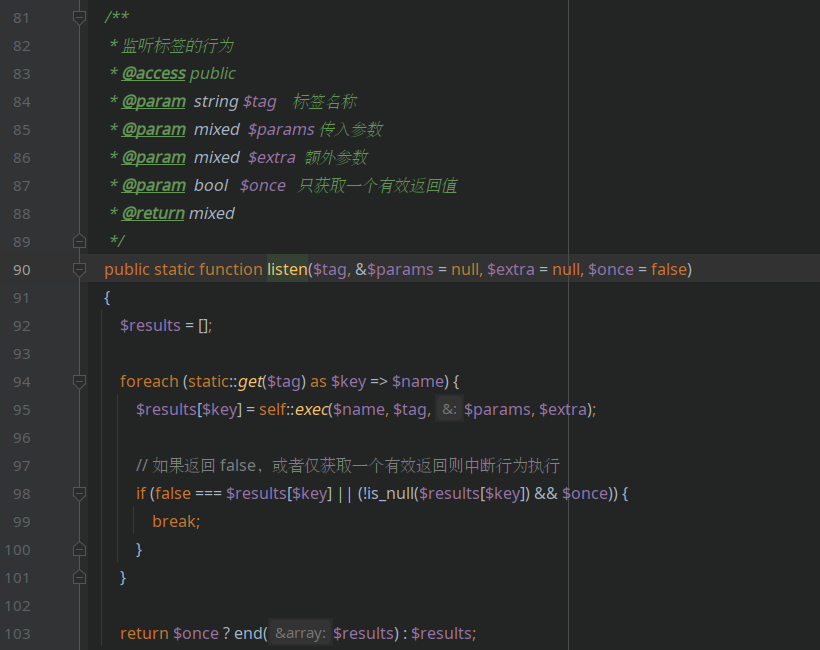 81 /**
82 * 监听标签的行为
83 * @access public
84 * @param string $tag 标签名称
85 * @param mixed $params 传入参数
86 * @param mixed $extra 额外参数
87 * @param bool $once 只获取一个有效返回值
88 * @return mixed
89 */
90 public static function listen($tag, &$params = null, $extra = null, $once = false)
91 {
92 $results = [];
93
94 foreach (static::get($tag) as $key => $name) {
95 $results[$key] = self::exec($name, $tag, &: $params, $extra);
96
97 // 如果返回 false，或者仅获取一个有效返回则中断行为执行
98 if (false === $results[$key] || (!is_null($results[$key]) && $once)) {
99 break;
100 }
101 }
102
103 return $once ? end( &array: $results) : $results;